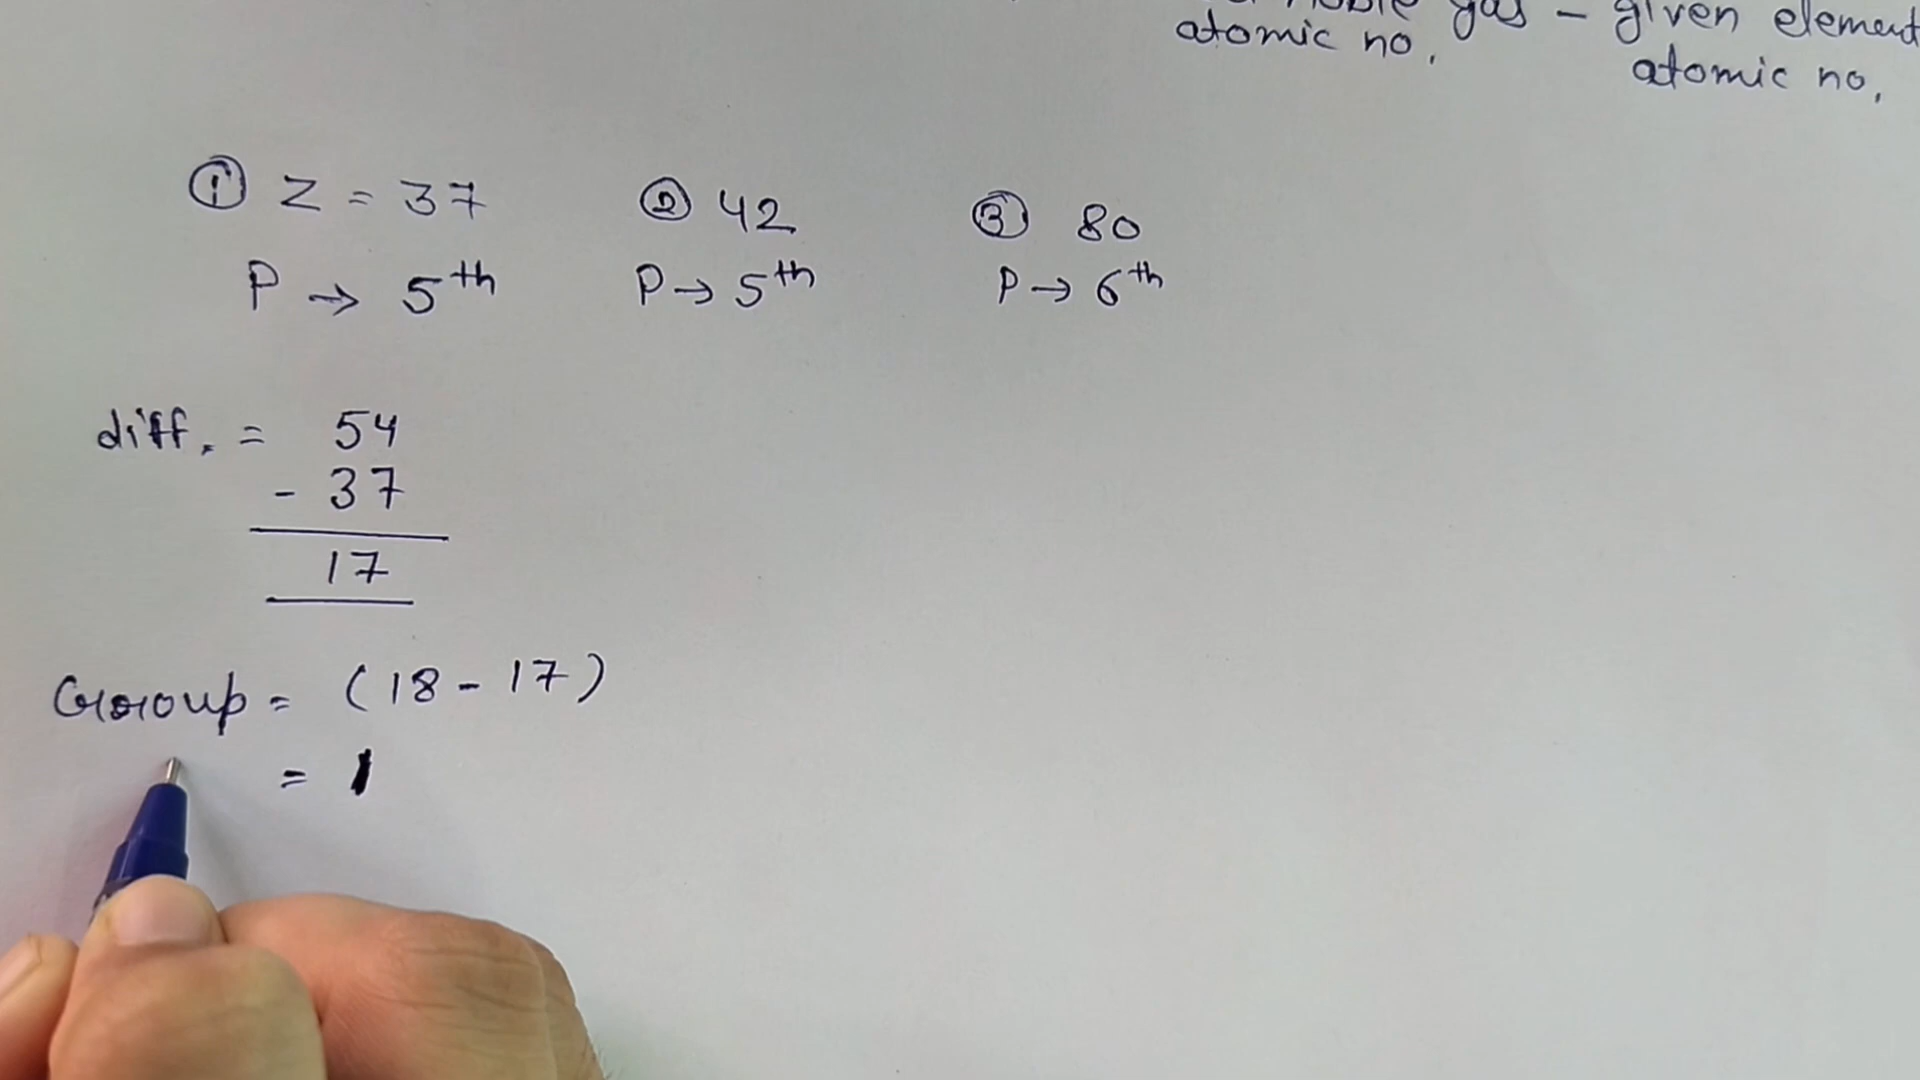 gas – given element
atomic no.
atomic no.
① Z = 37 ② 42 ③ 80
P → 5th P → 5th P → 6th
diff. = 54
- 37
17
Group = (18 - 17)
= 1